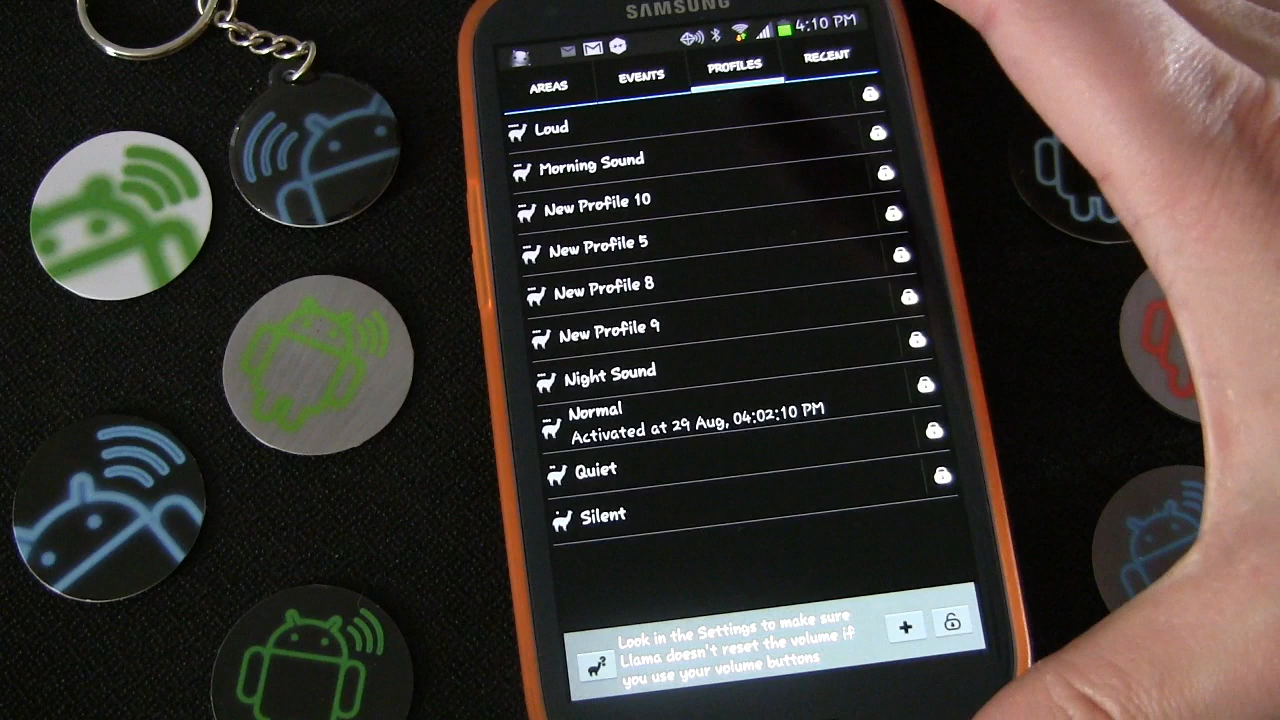 SAMSUNG
4:10 PM
AREAS
EVENTS
PROFILES
RECENT
Loud
Morning Sound
New Profile 10
New Profile 5
New Profile 8
New Profile 9
Night Sound
Normal
Activated at 29 Aug, 04:02:10 PM
Quiet
Silent
Look in the Settings to make sure
Llama doesn't reset the volume if
you use your volume buttons